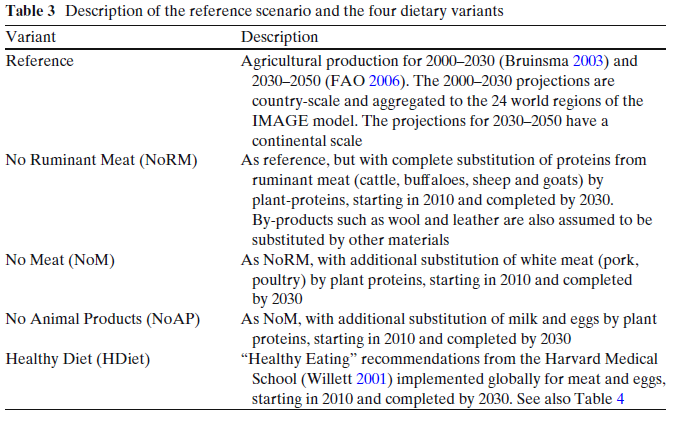 Table 3 Description of the reference scenario and the four dietary variants
Variant Description
Reference Agricultural production for 2000–2030 (Bruinsma 2003) and
2030–2050 (FAO 2006). The 2000–2030 projections are
country-scale and aggregated to the 24 world regions of the
IMAGE model. The projections for 2030–2050 have a
continental scale
No Ruminant Meat (NoRM) As reference, but with complete substitution of proteins from
ruminant meat (cattle, buffaloes, sheep and goats) by
plant-proteins, starting in 2010 and completed by 2030.
By-products such as wool and leather are also assumed to be
substituted by other materials
No Meat (NoM) As NoRM, with additional substitution of white meat (pork,
poultry) by plant proteins, starting in 2010 and completed
by 2030
No Animal Products (NoAP) As NoM, with additional substitution of milk and eggs by plant
proteins, starting in 2010 and completed by 2030
Healthy Diet (HDiet) “Healthy Eating” recommendations from the Harvard Medical
School (Willett 2001) implemented globally for meat and eggs,
starting in 2010 and completed by 2030. See also Table 4